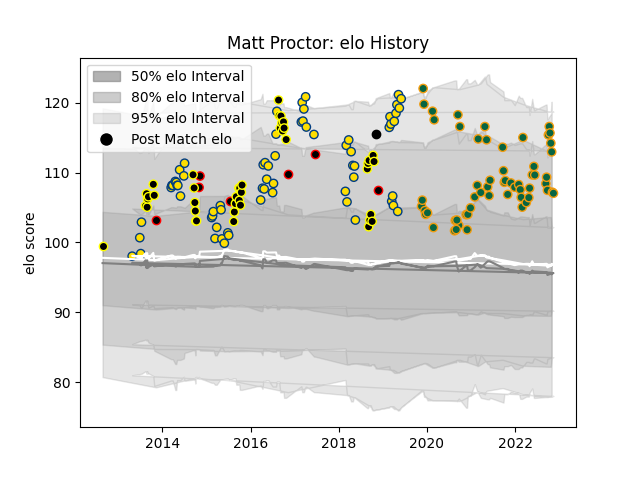 Matt Proctor: elo History
50% elo Interval
80% elo Interval
95% elo Interval
Post Match elo
elo score
120
110
100
90
80
2014 2016 2018 2020 2022